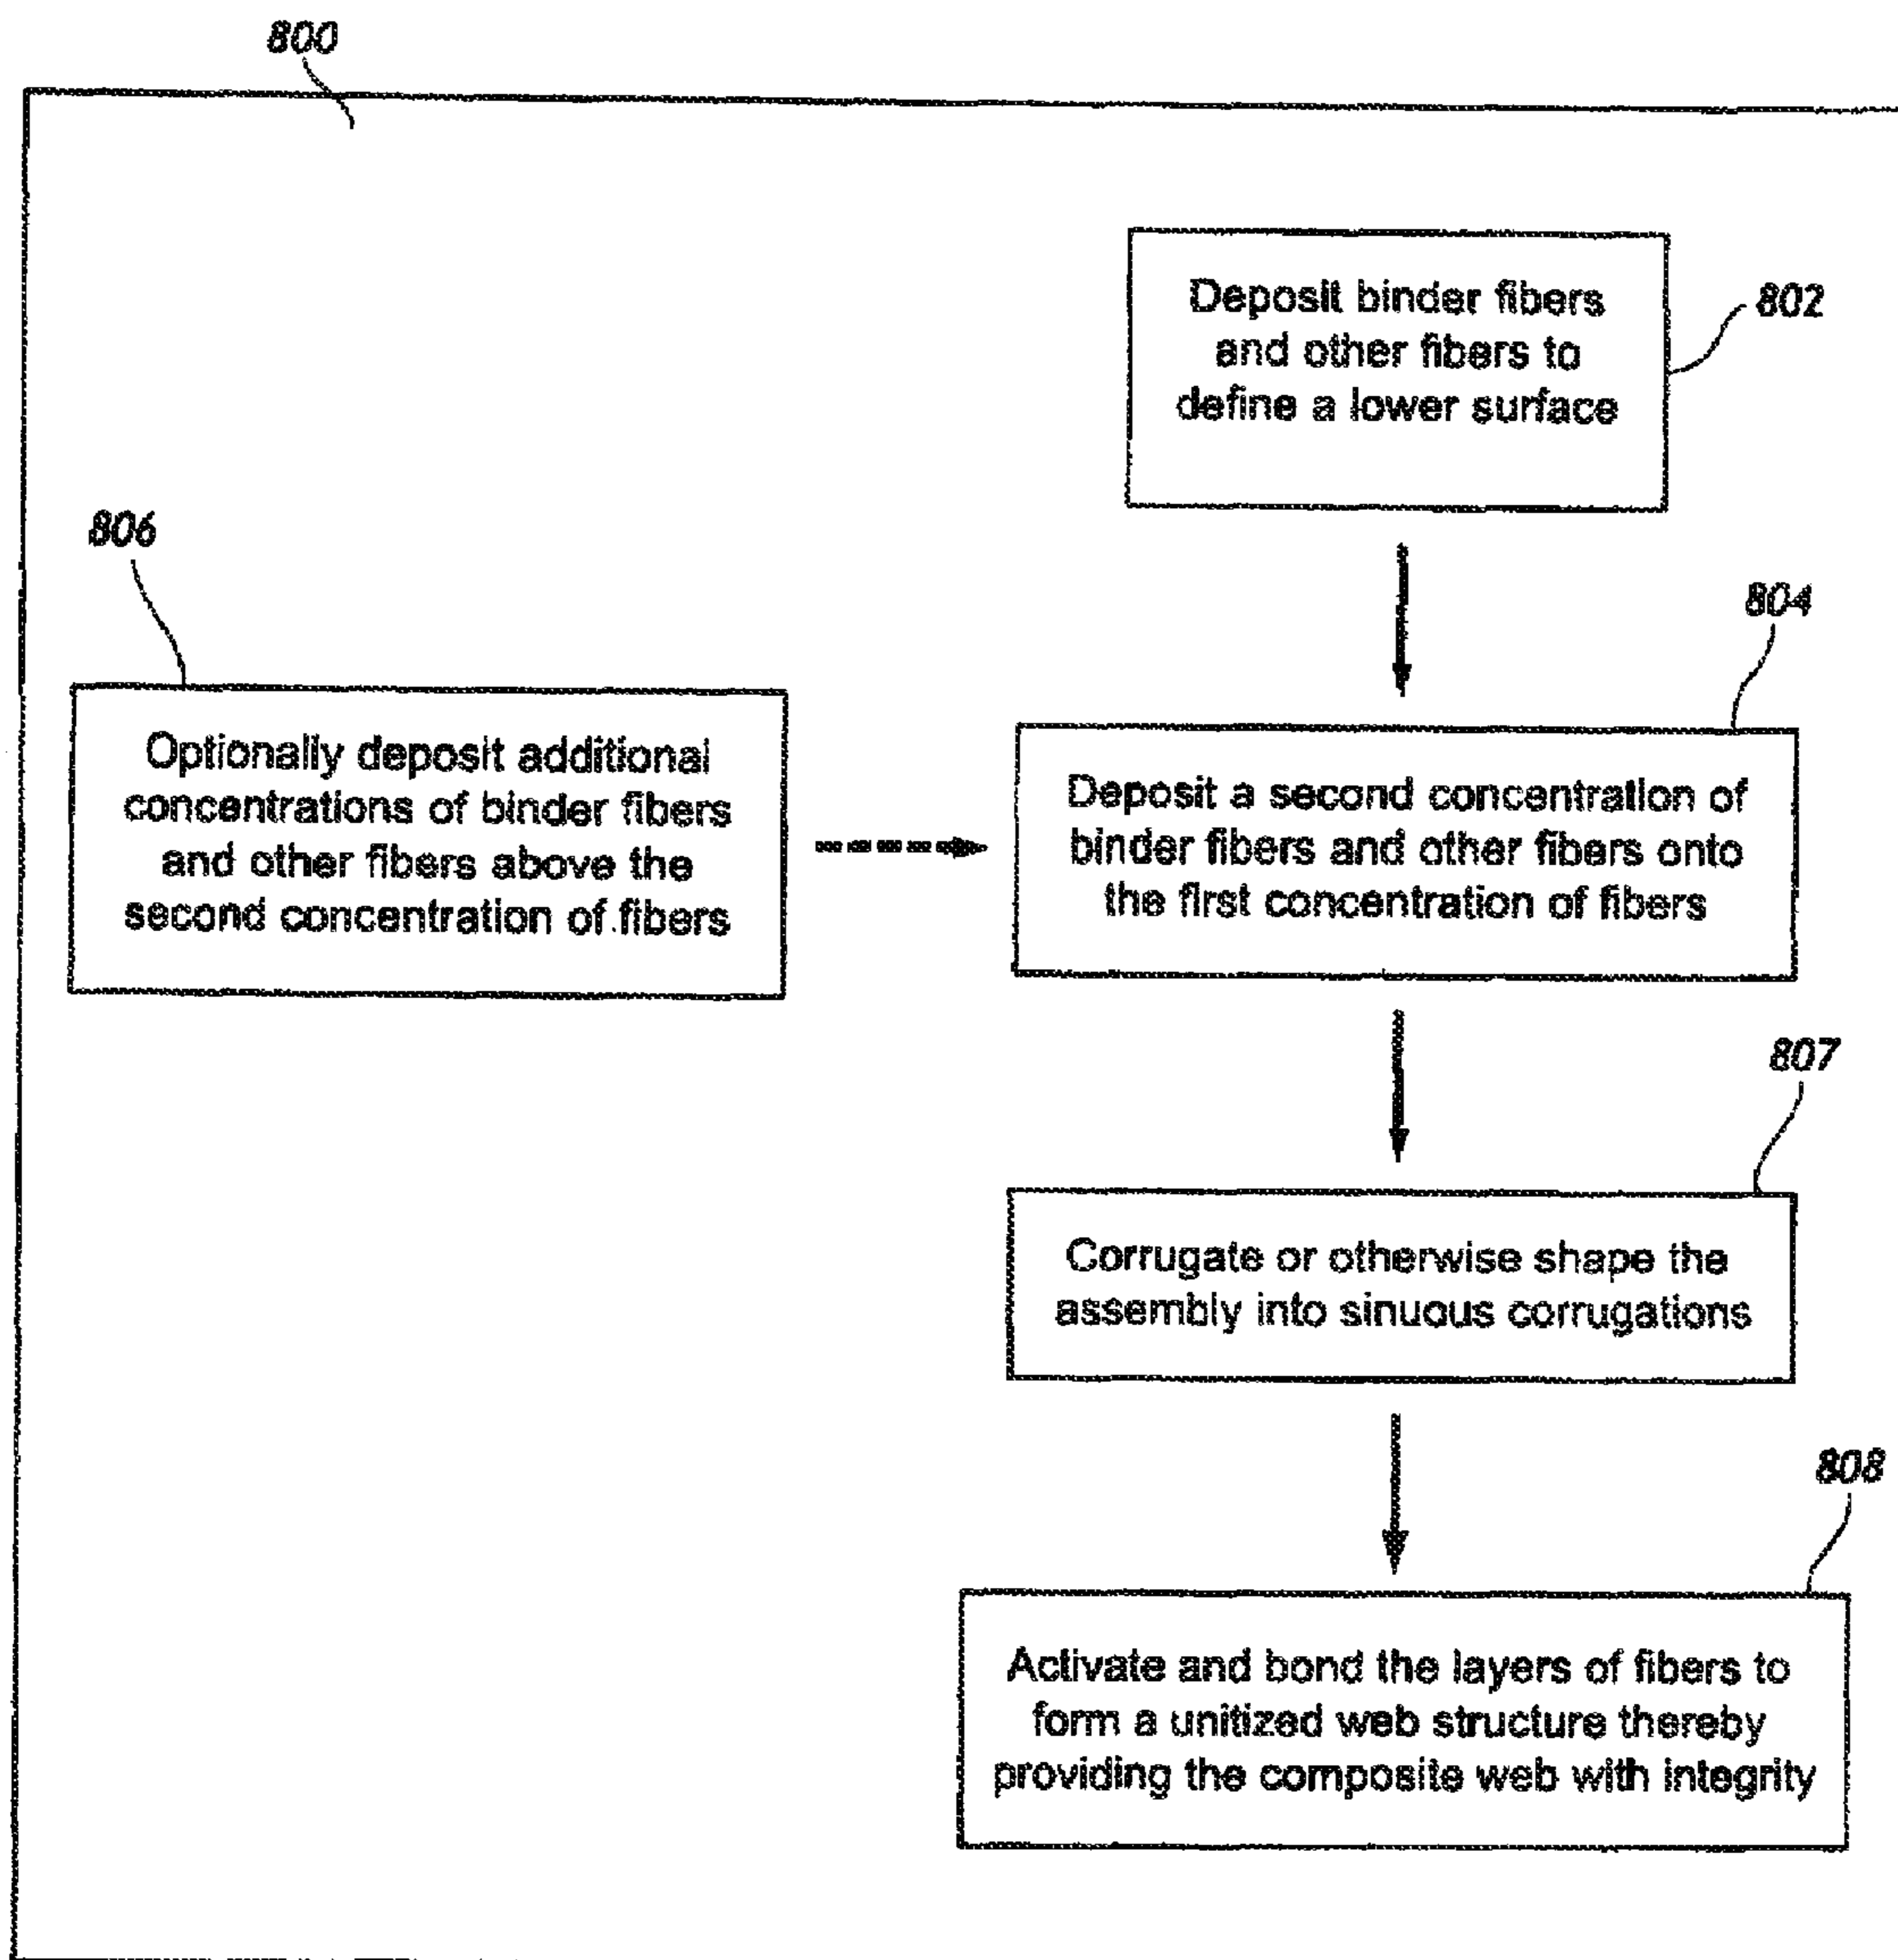 800
Deposit binder fibers
and other fibers to
define a lower surface
802
806
804
Optionally deposit additional
concentrations of binder fibers
and other fibers above the
second concentration of fibers
Deposit a second concentration of
binder fibers and other fibers onto
the first concentration of fibers
807
Corrugate or otherwise shape the
assembly into sinuous corrugations
808
Activate and bond the layers of fibers to
form a unitized web structure thereby
providing the composite web with integrity